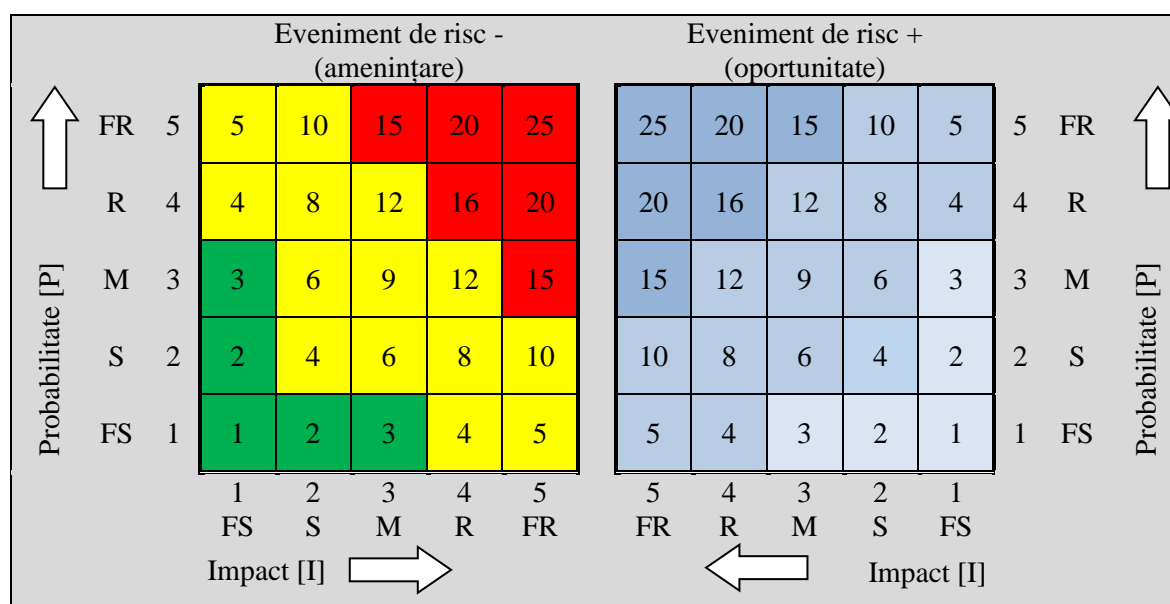 Eveniment de risc -
(amenințare)
Eveniment de risc +
(oportunitate)
FR 5 5 10 15 20 25 25 20 15 10 5 5 FR
R 4 4 8 12 16 20 20 16 12 8 4 4 R
M 3 3 6 9 12 15 15 12 9 6 3 3 M
S 2 2 4 6 8 10 10 8 6 4 2 2 S
FS 1 1 2 3 4 5 5 4 3 2 1 1 FS
Probabilitate [P]
Probabilitate [P]
1 2 3 4 5 5 4 3 2 1
FS S M R FR FR R M S FS
Impact [I]
Impact [I]